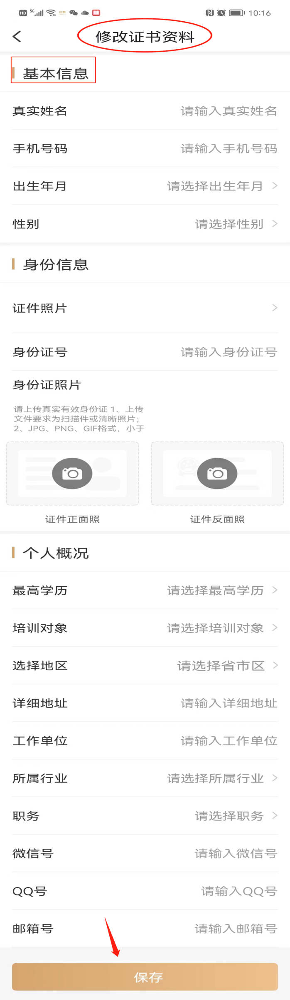 HD 5G 10:16
修改证书资料
基本信息
真实姓名 请输入真实姓名
手机号码 请输入手机号码
出生年月 请选择出生年月
性别 请选择性别
身份信息
证件照片
身份证号 请输入身份证号
身份证照片
请上传真实有效身份证 1、上传
文件要求为扫描件或清晰照片；
2、JPG、PNG、GIF格式，小于
证件正面照 证件反面照
个人概况
最高学历 请选择最高学历
培训对象 请选择培训对象
选择地区 请选择省市区
详细地址 请输入详细地址
工作单位 请输入工作单位
所属行业 请选择所属行业
职务 请选择职务
微信号 请输入微信号
QQ号 请输入QQ号
邮箱号 请输入邮箱号
保存